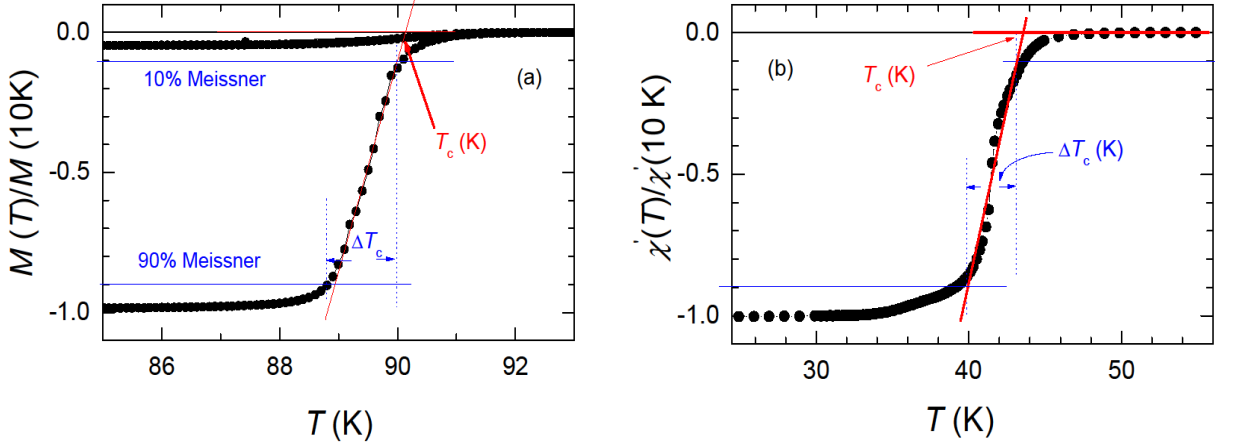 0.0
-0.5
-1.0
M (T)/M (10K)
10% Meissner
(a)
T_c (K)
ΔT_c
90% Meissner
86 88 90 92
T (K)
0.0
-0.5
-1.0
χ'(T)/χ'(10 K)
(b)
T_c (K)
ΔT_c (K)
30 40 50
T (K)